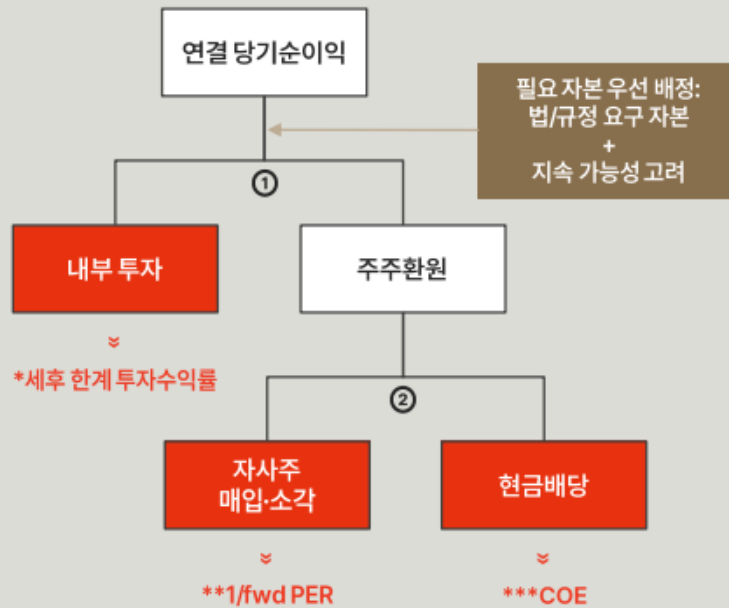 연결 당기순이익
필요 자본 우선 배정:
법/규정 요구 자본
+
지속 가능성 고려
①
내부 투자
주주환원
*세후 한계 투자수익률
②
자사주
매입·소각
현금배당
**1/fwd PER
***COE